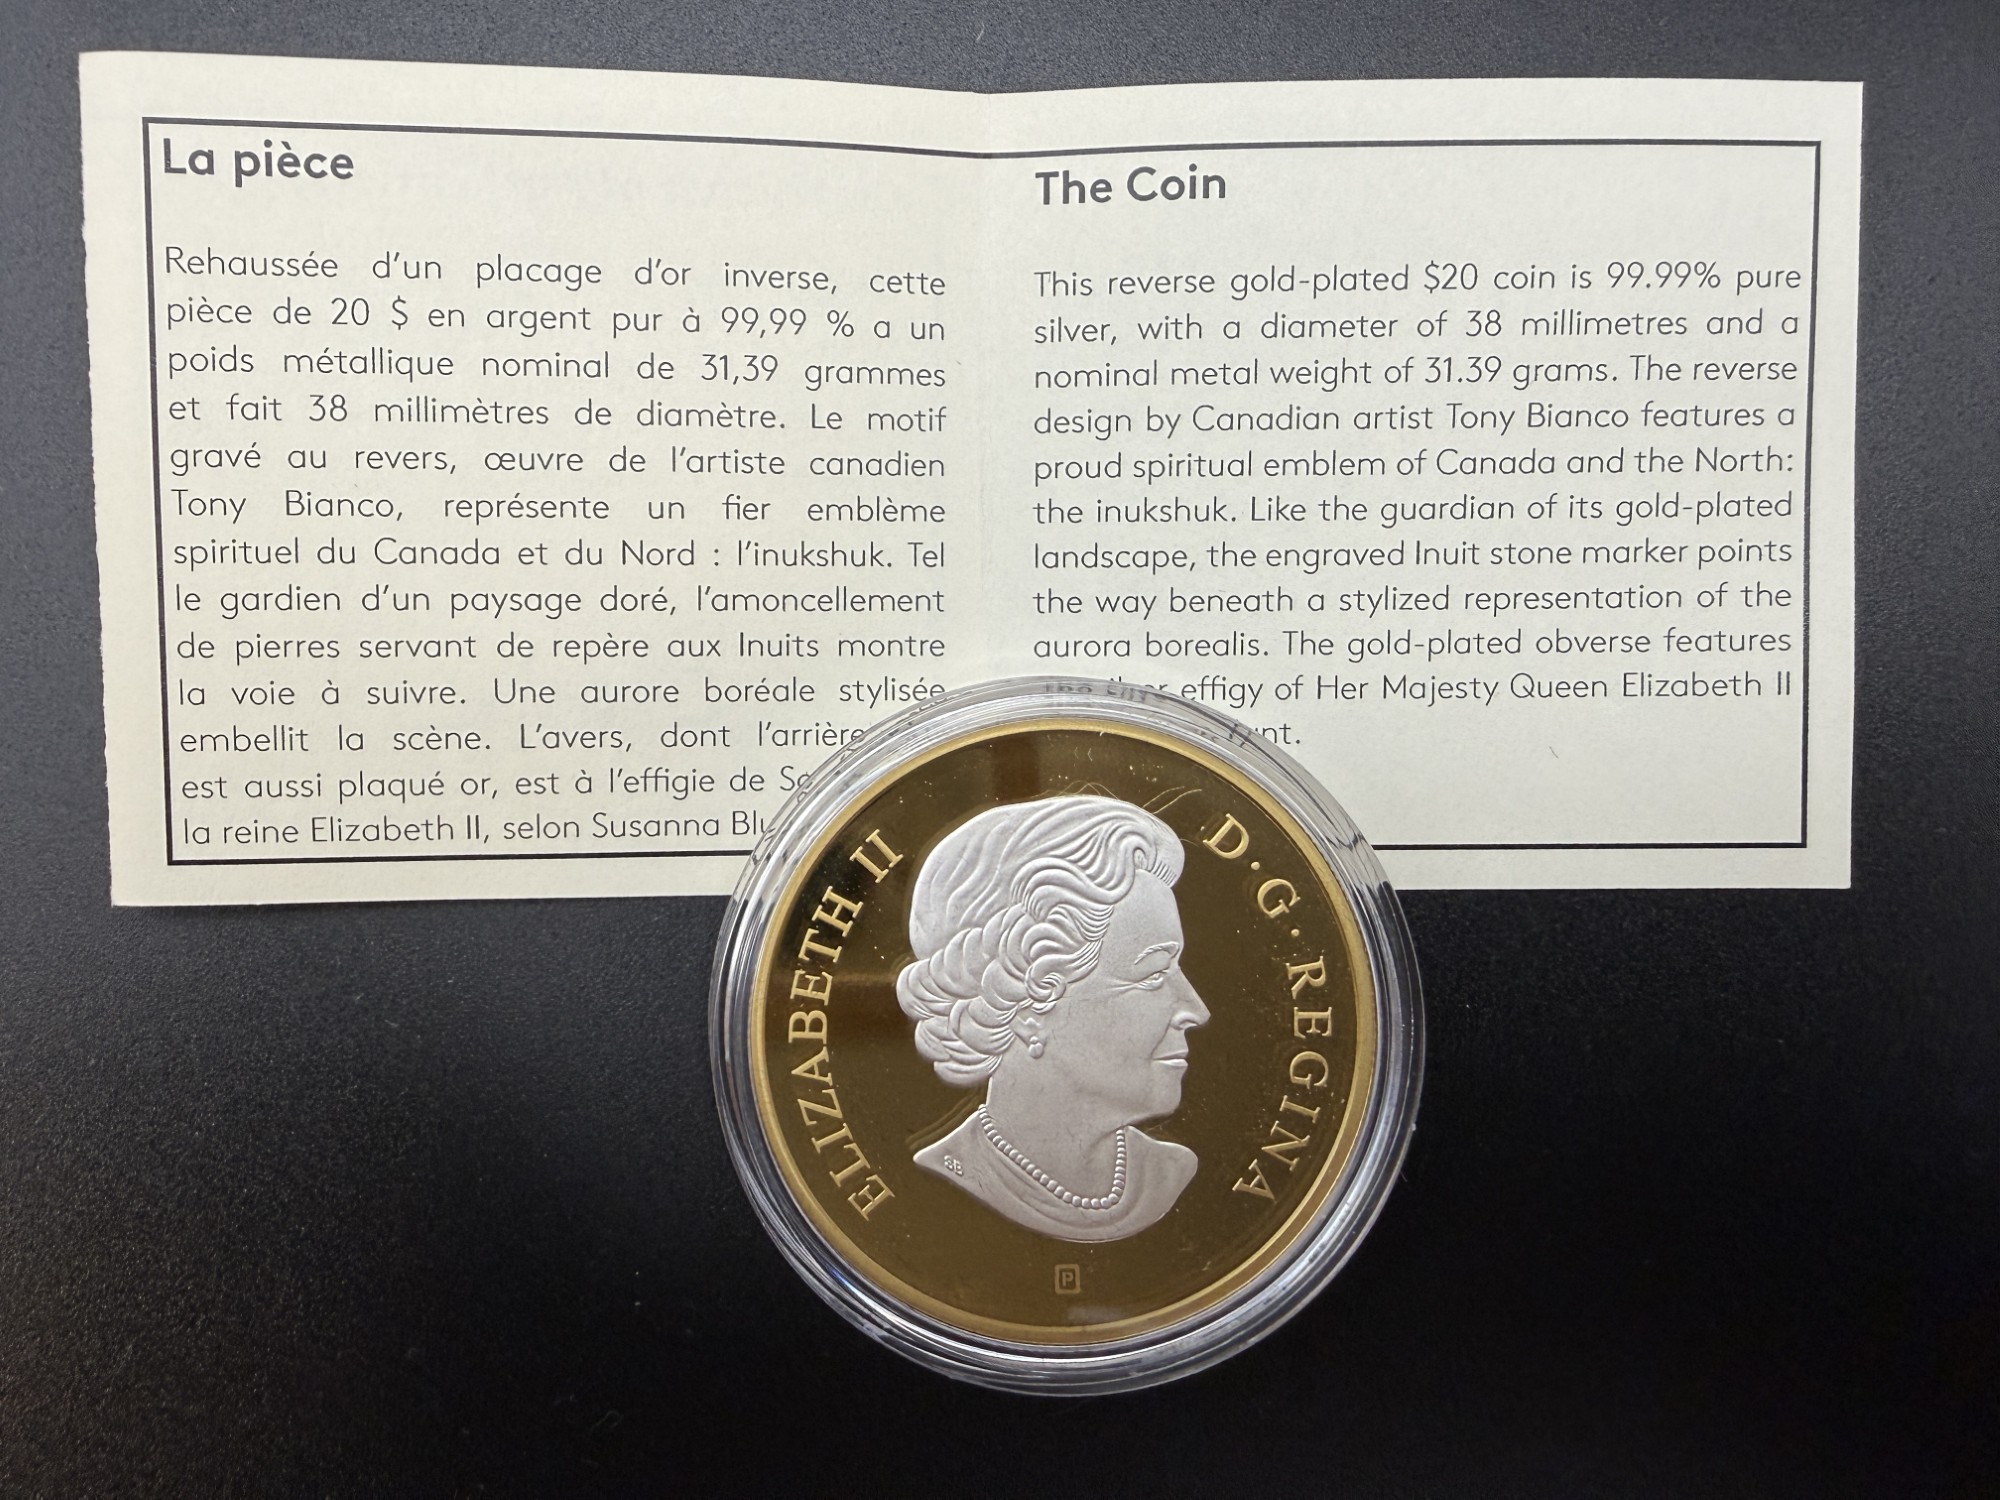 La pièce
Rehaussée d'un placage d'or inverse, cette
pièce de 20 $ en argent pur à 99,99 % a un
poids métallique nominal de 31,39 grammes
et fait 38 millimètres de diamètre. Le motif
gravé au revers, œuvre de l'artiste canadien
Tony Bianco, représente un fier emblème
spirituel du Canada et du Nord : l'inukshuk. Tel
le gardien d'un paysage doré, l'amoncellement
de pierres servant de repère aux Inuits montre
la voie à suivre. Une aurore boréale stylisée
embellit la scène. L'avers, dont l'arrière
est aussi plaqué or, est à l'effigie de
la reine Elizabeth II, selon Susanna
The Coin
This reverse gold-plated $20 coin is 99.99% pure
silver, with a diameter of 38 millimetres and a
nominal metal weight of 31.39 grams. The reverse
design by Canadian artist Tony Bianco features a
proud spiritual emblem of Canada and the North:
the inukshuk. Like the guardian of its gold-plated
landscape, the engraved Inuit stone marker points
the way beneath a stylized representation of the
aurora borealis. The gold-plated obverse features
the effigy of Her Majesty Queen Elizabeth II
ELIZABETH II
D·G·REGINA
SB
P